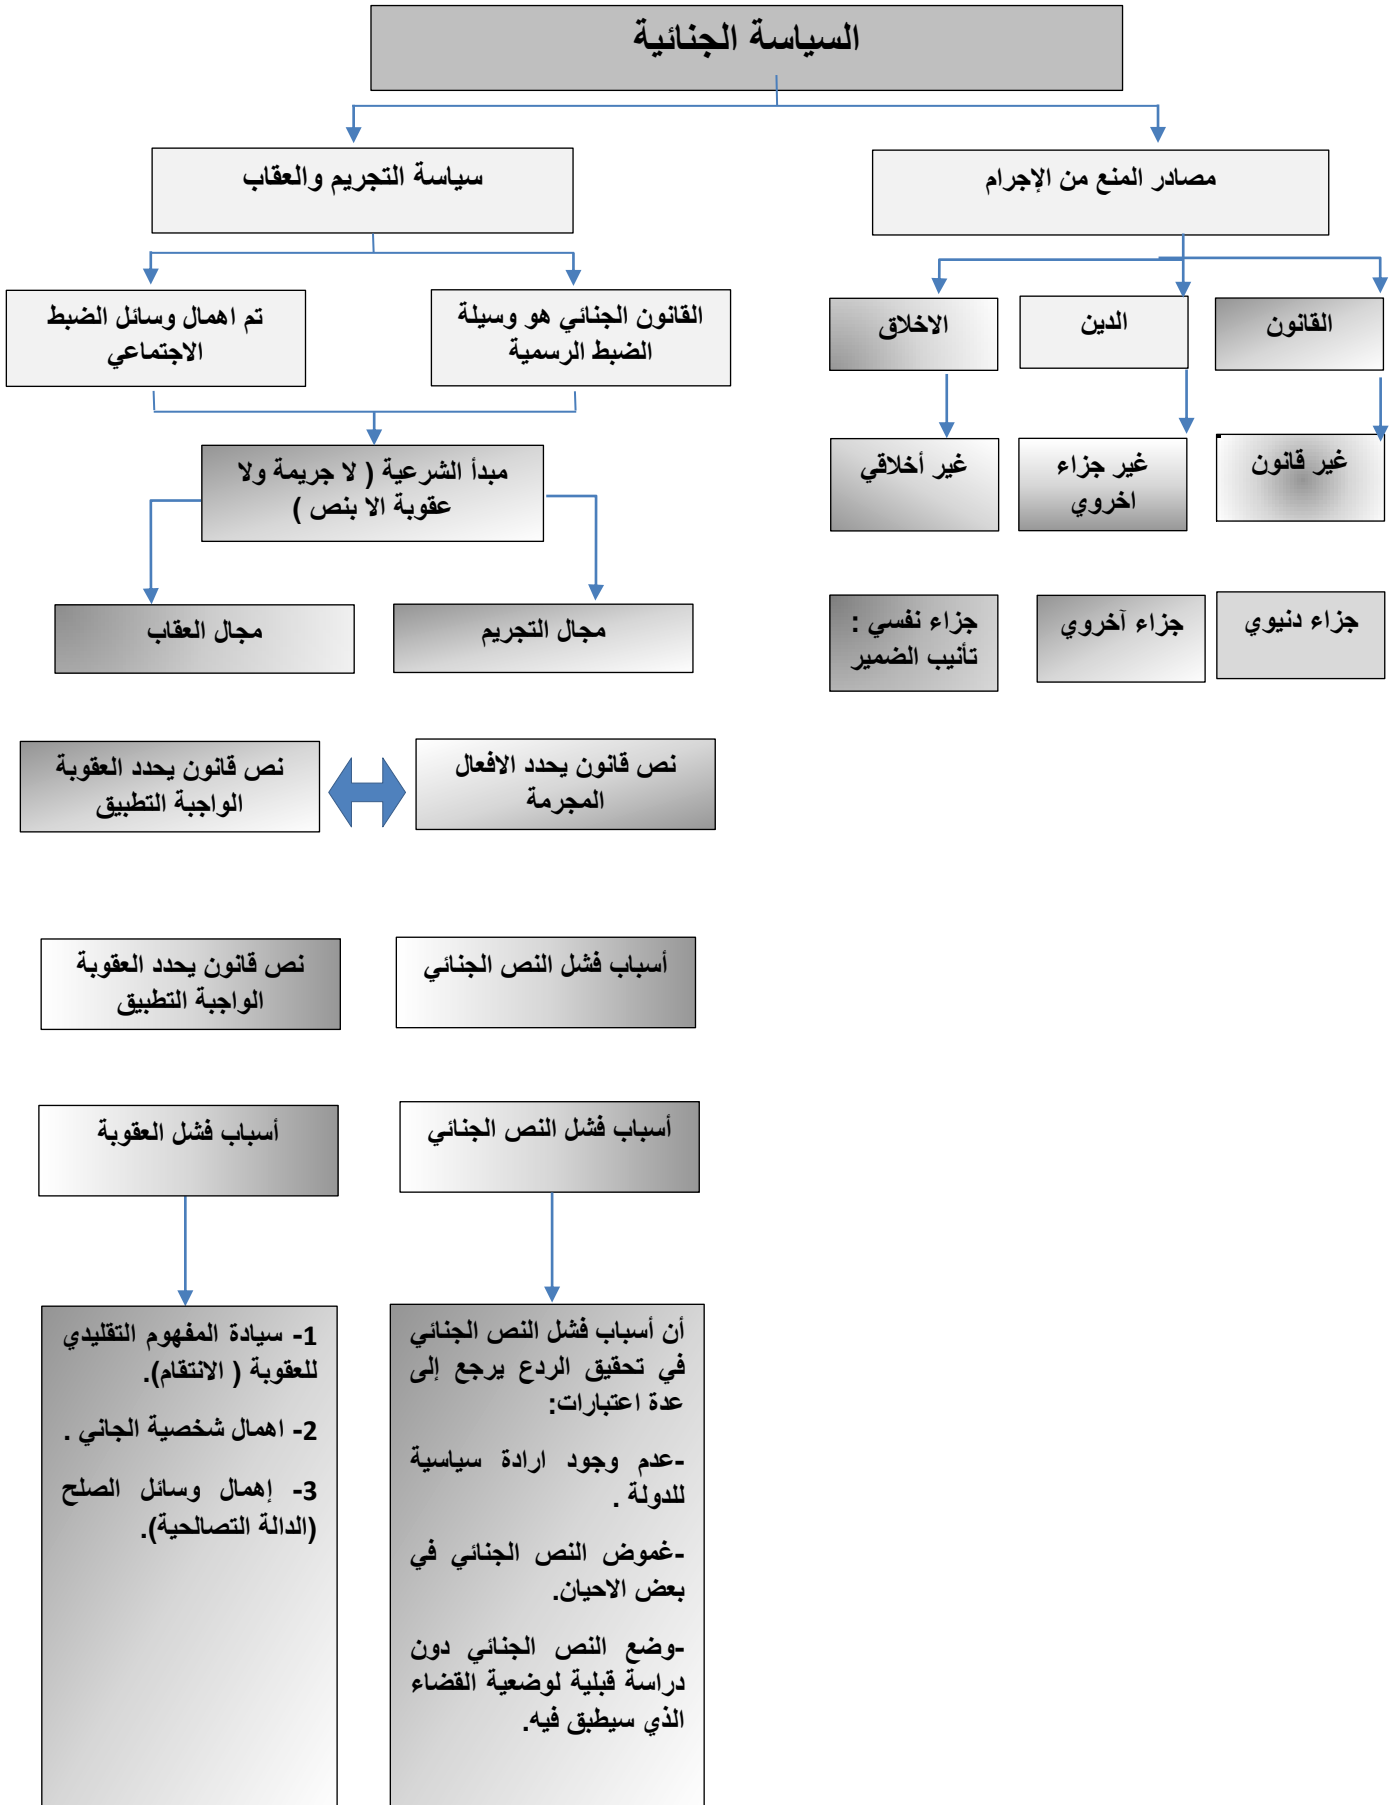 السياسة الجنائية
مصادر المنع من الإجرام
سياسة التجريم والعقاب
القانون
الدين
الاخلاق
القانون الجنائي هو وسيلة
الضبط الرسمية
تم اهمال وسائل الضبط
الاجتماعي
غير قانون
غير جزاء
اخروي
غير أخلاقي
مبدأ الشرعية ( لا جريمة ولا
عقوبة الا بنص )
جزاء دنيوي
جزاء آخروي
جزاء نفسي :
تأنيب الضمير
مجال التجريم
مجال العقاب
نص قانون يحدد الافعال
المجرمة
نص قانون يحدد العقوبة
الواجبة التطبيق
أسباب فشل النص الجنائي
نص قانون يحدد العقوبة
الواجبة التطبيق
أسباب فشل النص الجنائي
أسباب فشل العقوبة
أن أسباب فشل النص الجنائي
في تحقيق الردع يرجع إلى
عدة اعتبارات:
-عدم وجود ارادة سياسية
للدولة .
-غموض النص الجنائي في
بعض الاحيان.
-وضع النص الجنائي دون
دراسة قبلية لوضعية القضاء
الذي سيطبق فيه.
1- سيادة المفهوم التقليدي
للعقوبة ( الانتقام).
2- اهمال شخصية الجاني .
3- إهمال وسائل الصلح
(الدالة التصالحية).